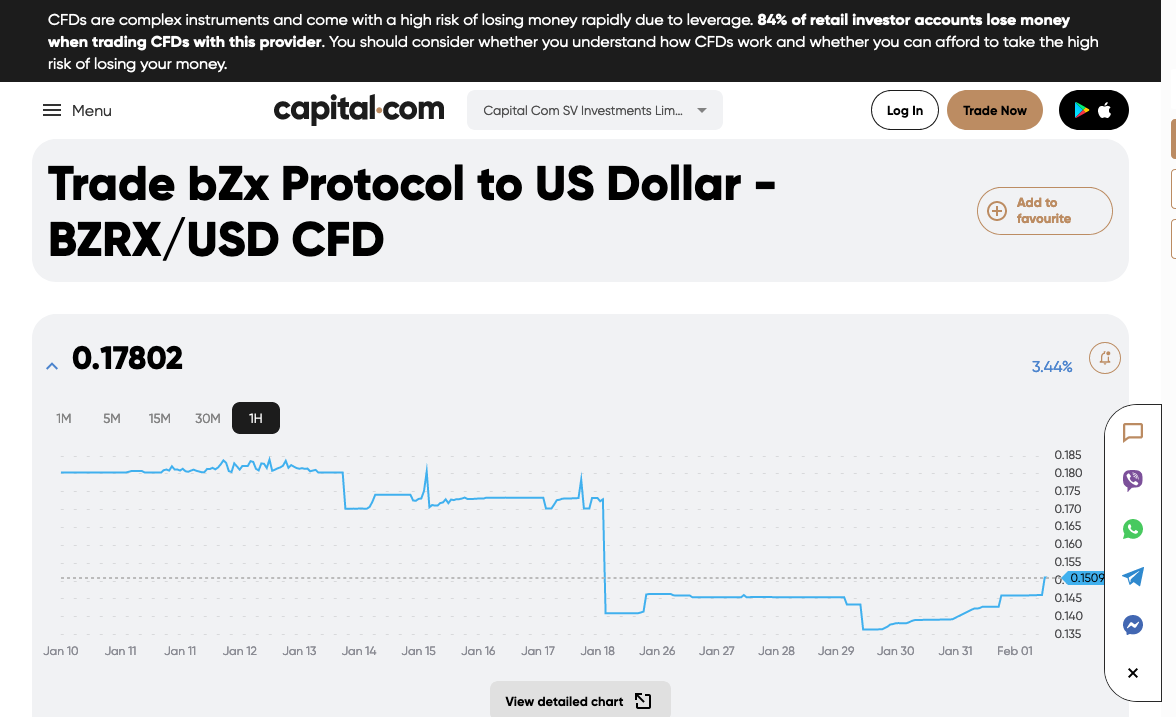 CFDs are complex instruments and come with a high risk of losing money rapidly due to leverage. 84% of retail investor accounts lose money
when trading CFDs with this provider. You should consider whether you understand how CFDs work and whether you can afford to take the high
risk of losing your money.
Menu
capital.com
Capital Com SV Investments Lim...
Log In
Trade Now
Trade bZx Protocol to US Dollar -
BZRX/USD CFD
Add to
favourite
0.17802
3.44%
1M 5M 15M 30M 1H
0.185
0.180
0.175
0.170
0.165
0.160
0.155
0.1509
0.145
0.140
0.135
Jan 10 Jan 11 Jan 11 Jan 12 Jan 13 Jan 14 Jan 15 Jan 16 Jan 17 Jan 18 Jan 26 Jan 27 Jan 28 Jan 29 Jan 30 Jan 31 Feb 01
View detailed chart